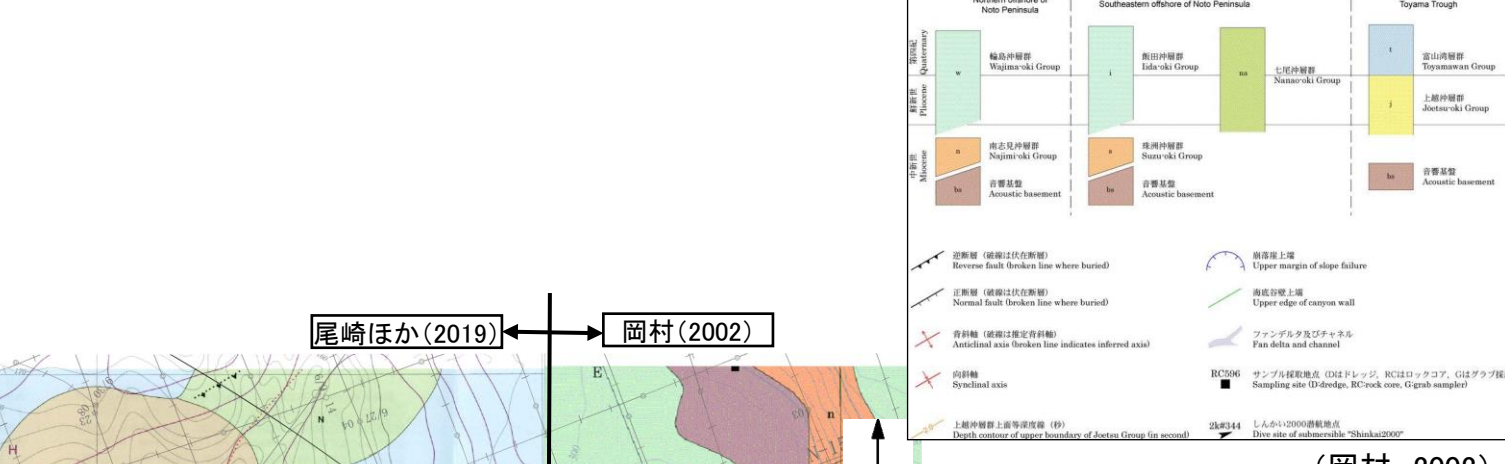 Northern offshore of
Noto Peninsula
Southeastern offshore of Noto Peninsula
Toyama Trough
第四紀
Quaternary
鮮新世
Pliocene
中新世
Miocene
w
輪島沖層群
Wajima-oki Group
i
飯田沖層群
Iida-oki Group
na
七尾沖層群
Nanao-oki Group
t
富山湾層群
Toyamawan Group
j
上越沖層群
Joetsu-oki Group
n
南志見沖層群
Najimi-oki Group
s
珠洲沖層群
Suzu-oki Group
bs
音響基盤
Acoustic basement
bs
音響基盤
Acoustic basement
bs
音響基盤
Acoustic basement
逆断層（破線は伏在断層）
Reverse fault (broken line where buried)
正断層（破線は伏在断層）
Normal fault (broken line where buried)
背斜軸（破線は推定背斜軸）
Anticlinal axis (broken line indicates inferred axis)
向斜軸
Synclinal axis
上越沖層群上面等深度線（秒）
Depth contour of upper boundary of Joetsu Group (in second)
崩落崖上端
Upper margin of slope failure
海底谷壁上端
Upper edge of canyon wall
ファンデルタ及びチャネル
Fan delta and channel
RC596
サンプル採取地点（Dはドレッジ，RCはロックコア，Gはグラブ採
Sampling site (D:dredge, RC:rock core, G:grab sampler)
2k#344
しんかい2000潜航地点
Dive site of submersible "Shinkai2000"
尾崎ほか(2019)
岡村(2002)
E
n
N
H